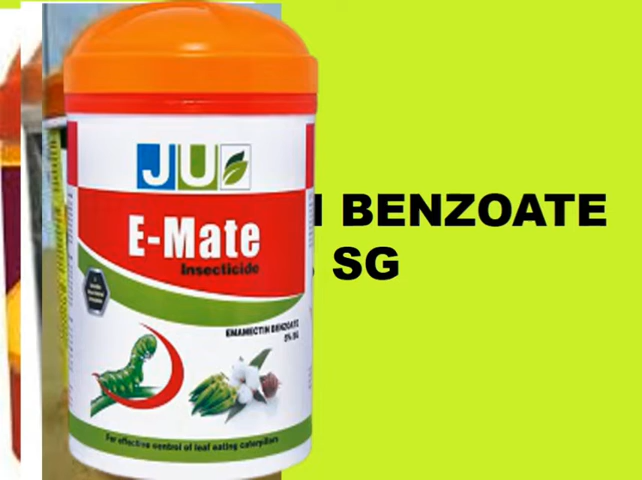 JU
E-Mate
Insecticide
EMAMECTIN BENZOATE
5% SG
For effective control of leaf eating caterpillars
BENZOATE
SG